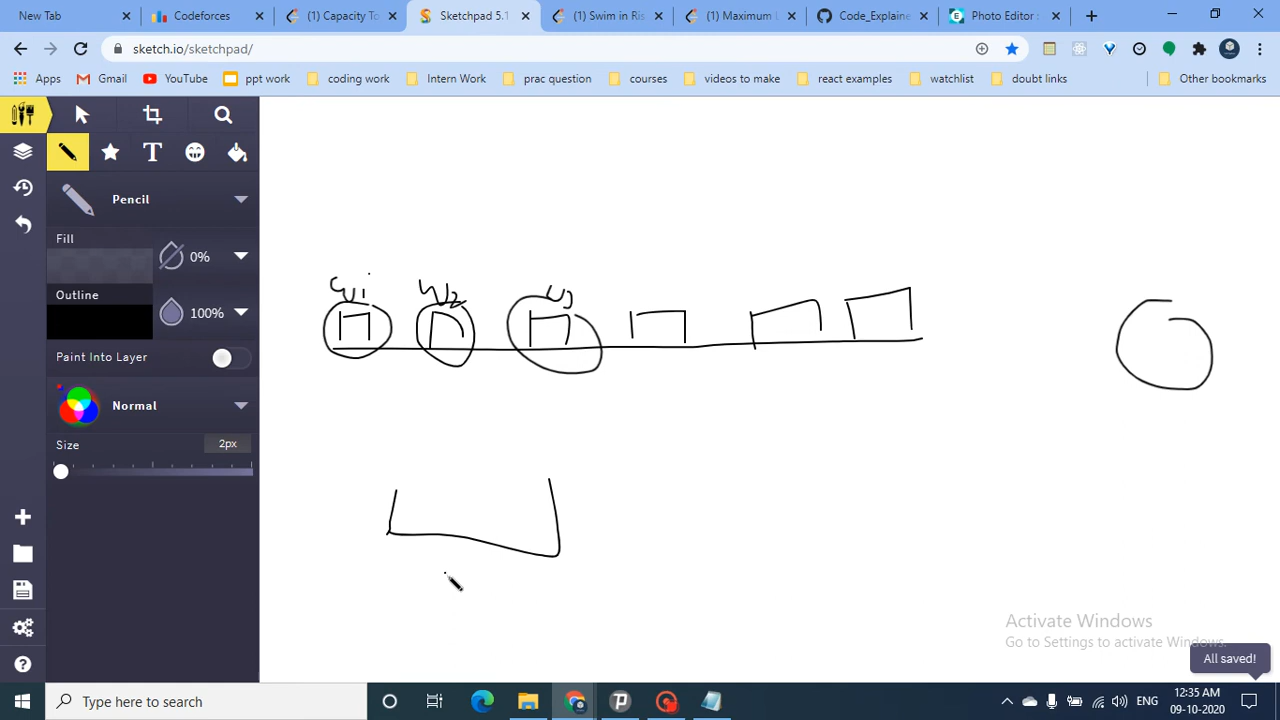 New Tab
Codeforces
(1) Capacity To
Sketchpad 5.1
(1) Swim in Ris
(1) Maximum L
Code_Explaine
Photo Editor :
sketch.io/sketchpad/
Apps
Gmail
YouTube
ppt work
coding work
Intern Work
prac question
courses
videos to make
react examples
watchlist
doubt links
Other bookmarks
Pencil
Fill
0%
Outline
100%
Paint Into Layer
Normal
Size
2px
w1 w2 w3
Activate Windows
Go to Settings to activate Windows.
All saved!
Type here to search
ENG
12:35 AM
09-10-2020